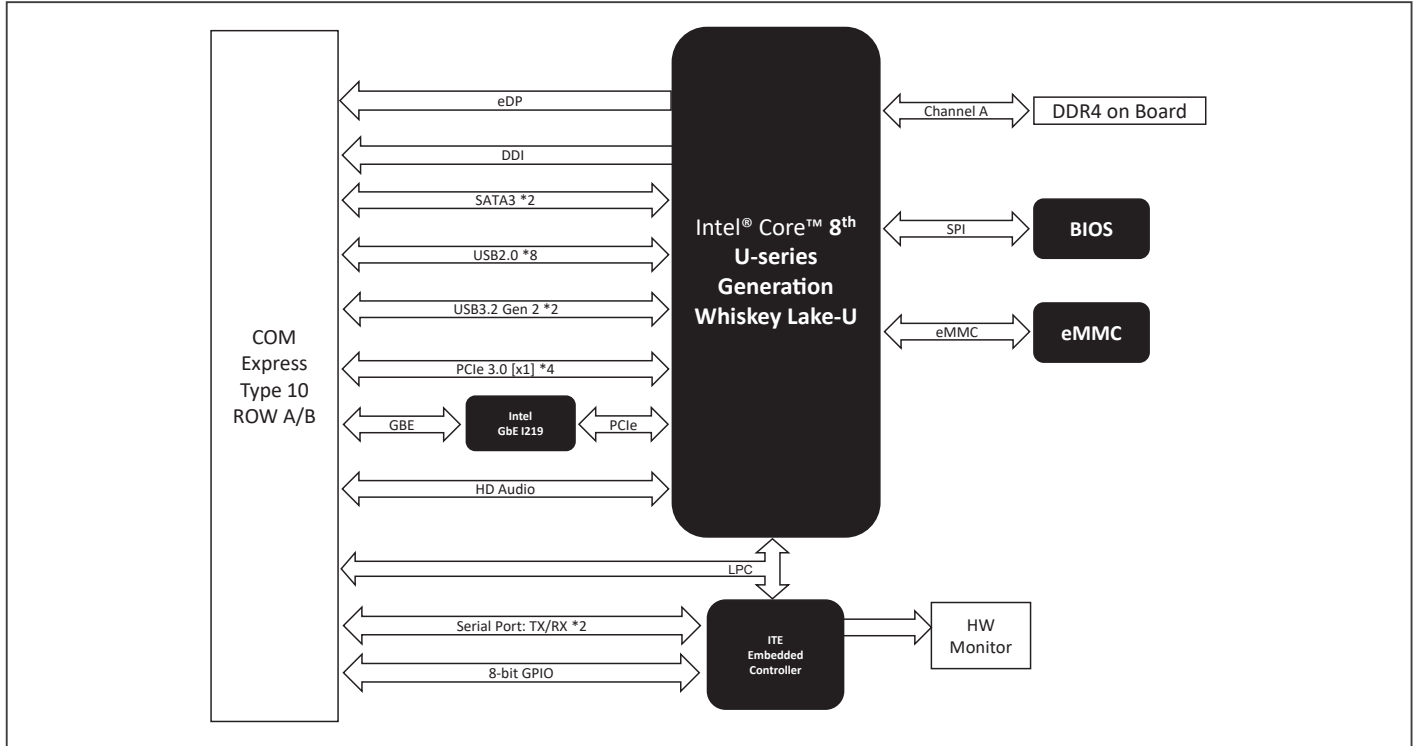 COM
Express
Type 10
ROW A/B
eDP
DDI
SATA3 *2
USB2.0 *8
USB3.2 Gen 2 *2
PCIe 3.0 [x1] *4
GBE
Intel
GbE I219
PCIe
HD Audio
LPC
Serial Port: TX/RX *2
8-bit GPIO
Intel® Core™ 8th
U-series
Generation
Whiskey Lake-U
Channel A
DDR4 on Board
SPI
BIOS
eMMC
eMMC
ITE
Embedded
Controller
HW
Monitor